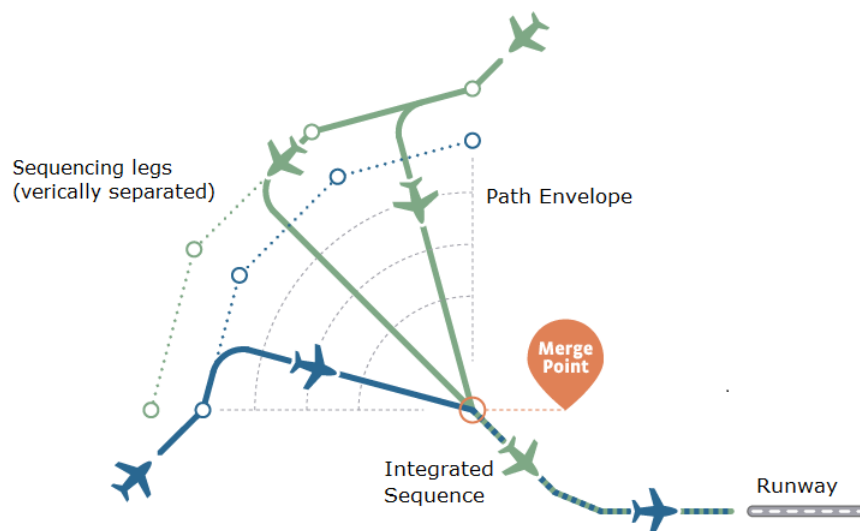 Sequencing legs
(verically separated)
Path Envelope
Merge
Point
Integrated
Sequence
Runway